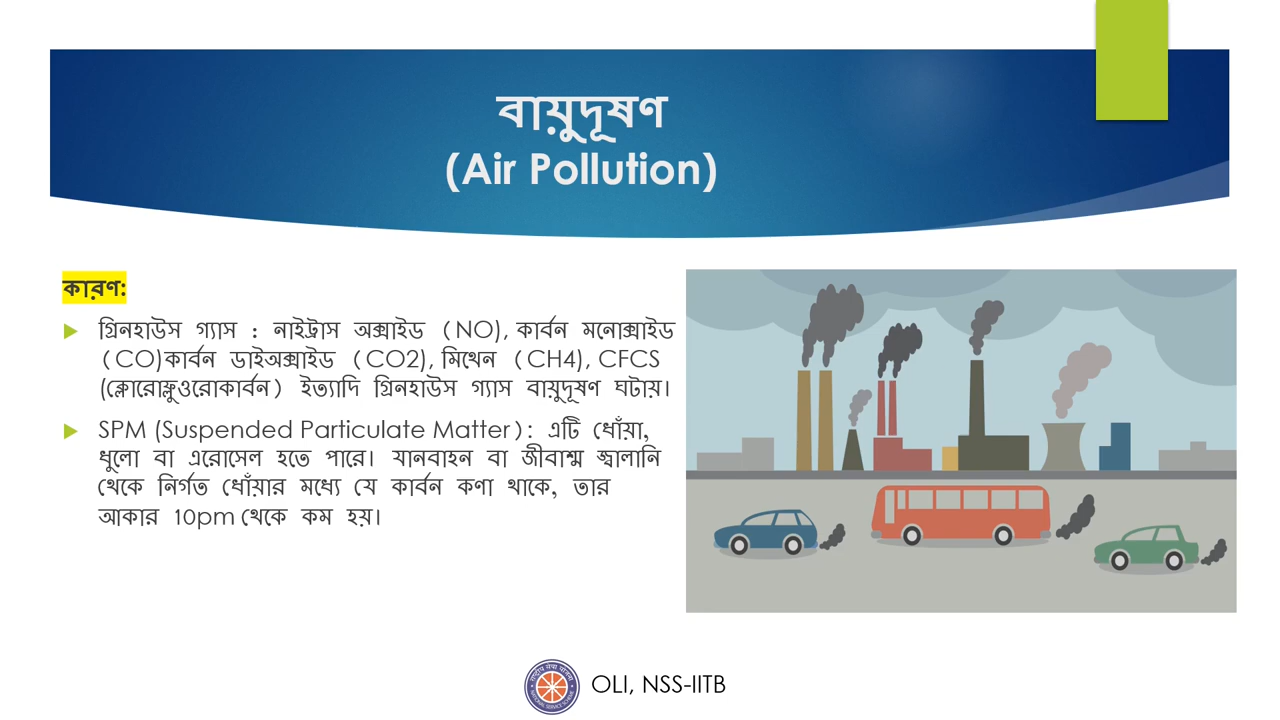 বায়ুদূষণ
(Air Pollution)
কারণ:
গ্রিনহাউস গ্যাস : নাইট্রাস অক্সাইড (NO), কার্বন মনোক্সাইড
(CO)কার্বন ডাইঅক্সাইড (CO2), মিথেন (CH4), CFCS
(ক্লোরোফ্লুওরোকার্বন) ইত্যাদি গ্রিনহাউস গ্যাস বায়ুদূষণ ঘটায়।
SPM (Suspended Particulate Matter): এটি ধোঁয়া,
ধুলো বা এরোসেল হতে পারে। যানবাহন বা জীবাশ্ম জ্বালানি
থেকে নির্গত ধোঁয়ার মধ্যে যে কার্বন কণা থাকে, তার
আকার 10pm থেকে কম হয়।
OLI, NSS-IITB